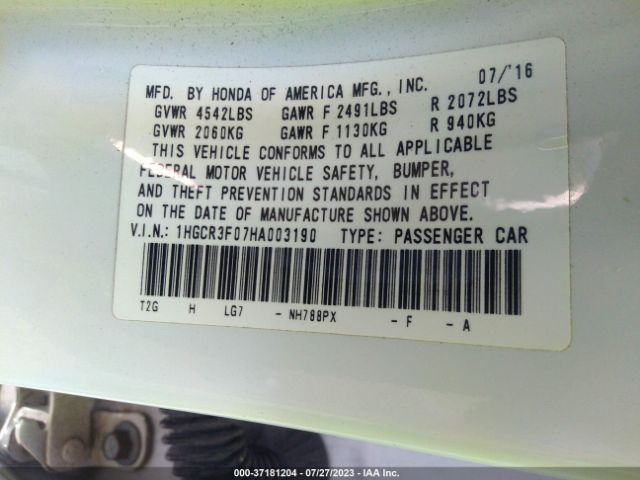 MFD. BY HONDA OF AMERICA MFG., INC. 07/'16
GVWR 4542LBS GAWR F 2491LBS R 2072LBS
GVWR 2060KG GAWR F 1130KG R 940KG
THIS VEHICLE CONFORMS TO ALL APPLICABLE
FEDERAL MOTOR VEHICLE SAFETY, BUMPER,
AND THEFT PREVENTION STANDARDS IN EFFECT
ON THE DATE OF MANUFACTURE SHOWN ABOVE.
V.I.N.: 1HGCR3F07HA003190 TYPE: PASSENGER CAR
T2G H LG7 - NH788PX - F - A
000-37181204 / 07/27/2023 / IAA Inc.